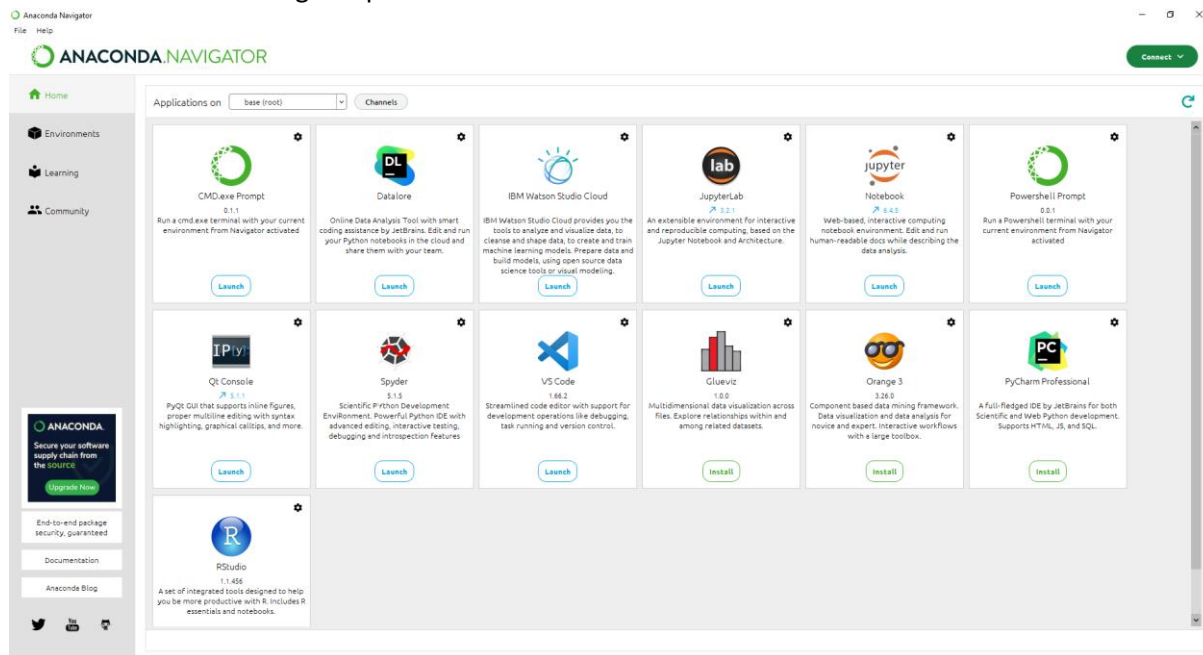 Anaconda Navigator
File Help
ANACONDA.NAVIGATOR
Connect
Home
Environments
Learning
Community
Applications on base (root) Channels
CMD.exe Prompt
0.1.1
Run a cmd.exe terminal with your current
environment from Navigator activated
Launch
DL
Datalore
Online Data Analysis Tool with smart
coding assistance by JetBrains. Edit and run
your Python notebooks in the cloud and
share them with your team.
Launch
IBM Watson Studio Cloud
IBM Watson Studio Cloud provides you the
tools to analyze and visualize data, to
cleanse and shape data, to create and train
machine learning models. Prepare data and
build models, using open source data
science tools or visual modeling.
Launch
lab
JupyterLab
3.2.1
An extensible environment for interactive
and reproducible computing, based on the
Jupyter Notebook and Architecture.
Launch
jupyter
Notebook
6.4.5
Web-based, interactive computing
notebook environment. Edit and run
human-readable docs while describing the
data analysis.
Launch
Powershell Prompt
0.0.1
Run a Powershell terminal with your
current environment from Navigator
activated
Launch
IP[y]:
Qt Console
5.1.1
PyQt GUI that supports inline figures,
proper multiline editing with syntax
highlighting, graphical calltips, and more.
Launch
Spyder
5.1.5
Scientific PYthon Development
EnviRonment. Powerful Python IDE with
advanced editing, interactive testing,
debugging and introspection features
Launch
VS Code
1.66.2
Streamlined code editor with support for
development operations like debugging,
task running and version control.
Launch
Glueviz
1.0.0
Multidimensional data visualization across
files. Explore relationships within and
among related datasets.
Install
Orange 3
3.26.0
Component based data mining framework.
Data visualization and data analysis for
novice and expert. Interactive workflows
with a large toolbox.
Install
PC
PyCharm Professional
A full-fledged IDE by JetBrains for both
Scientific and Web Python development.
Supports HTML, JS, and SQL.
Install
R
RStudio
1.1.456
A set of integrated tools designed to help
you be more productive with R. Includes R
essentials and notebooks.
ANACONDA.
Secure your software
supply chain from
the source
Upgrade Now
End-to-end package
security, guaranteed
Documentation
Anaconda Blog
You
Tube